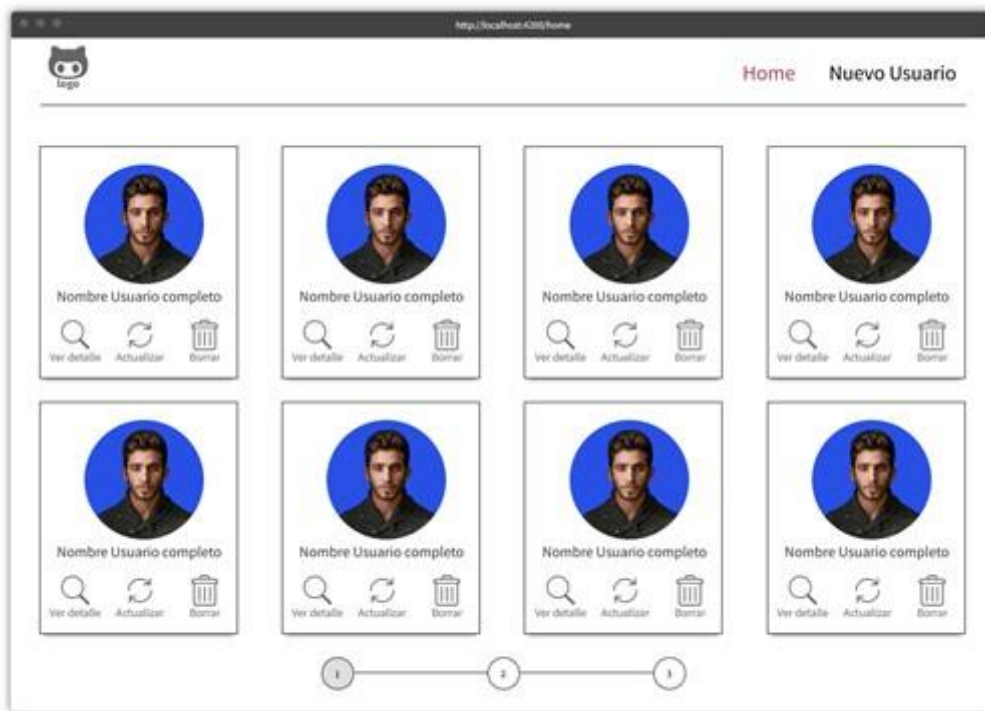 http://localhost:4200/home
logo
Home Nuevo Usuario
Nombre Usuario completo Nombre Usuario completo Nombre Usuario completo Nombre Usuario completo
Ver detalle Actualizar Borrar Ver detalle Actualizar Borrar Ver detalle Actualizar Borrar Ver detalle Actualizar Borrar
Nombre Usuario completo Nombre Usuario completo Nombre Usuario completo Nombre Usuario completo
Ver detalle Actualizar Borrar Ver detalle Actualizar Borrar Ver detalle Actualizar Borrar Ver detalle Actualizar Borrar
1 2 3